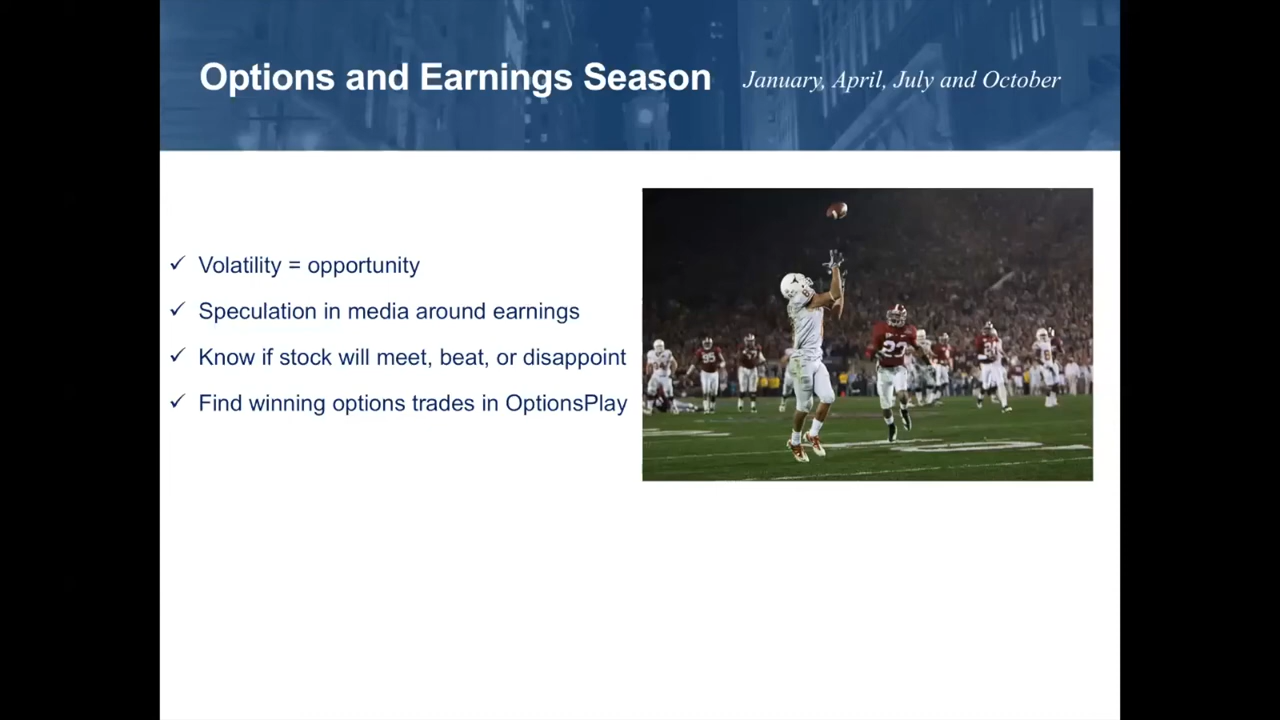 Options and Earnings Season January, April, July and October
✓ Volatility = opportunity
✓ Speculation in media around earnings
✓ Know if stock will meet, beat, or disappoint
✓ Find winning options trades in OptionsPlay